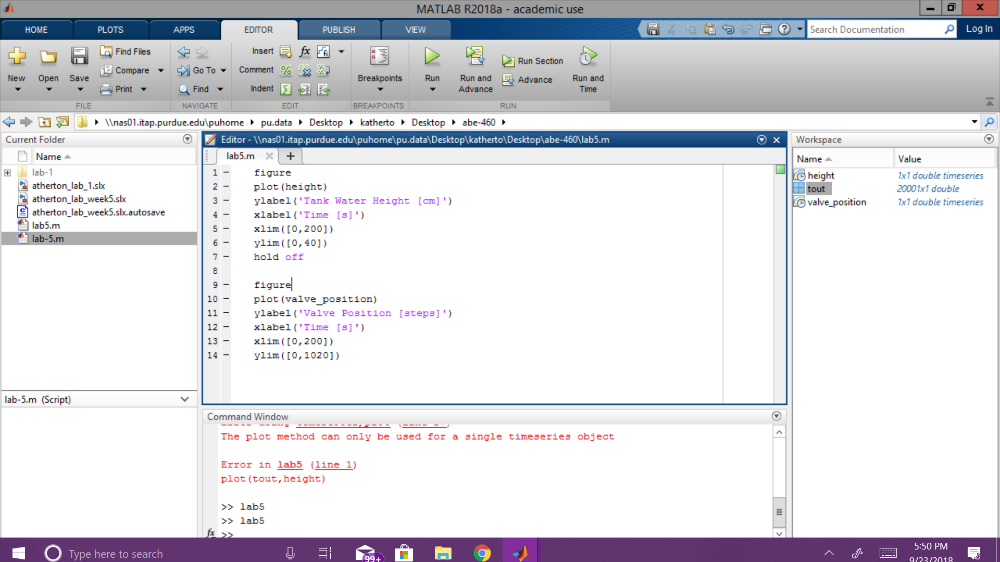 MATLAB R2018a - academic use
HOME
PLOTS
APPS
EDITOR
PUBLISH
VIEW
Search Documentation
Log In
New
Open
Save
Find Files
Compare
Print
FILE
Go To
Find
NAVIGATE
Insert
Comment
Indent
EDIT
Breakpoints
BREAKPOINTS
Run
Run and Advance
Run Section
Advance
Run and Time
RUN
\\nas01.itap.purdue.edu\puhome
pu.data
Desktop
katherto
Desktop
abe-460
Current Folder
Name
lab-1
atherton_lab_1.slx
atherton_lab_week5.slx
atherton_lab_week5.slx.autosave
lab5.m
lab-5.m
lab-5.m (Script)
Editor - \\nas01.itap.purdue.edu\puhome\pu.data\Desktop\katherto\Desktop\abe-460\lab5.m
lab5.m
1 – figure
2 – plot(height)
3 – ylabel('Tank Water Height [cm]')
4 – xlabel('Time [s]')
5 – xlim([0,200])
6 – ylim([0,40])
7 – hold off
8
9 – figure
10 – plot(valve_position)
11 – ylabel('Valve Position [steps]')
12 – xlabel('Time [s]')
13 – xlim([0,200])
14 – ylim([0,1020])
Command Window
The plot method can only be used for a single timeseries object
Error in lab5 (line 1)
plot(tout,height)
>> lab5
>> lab5
fx >>
Workspace
Name Value
height 1x1 double timeseries
tout 20001x1 double
valve_position 1x1 double timeseries
Type here to search
99+
5:50 PM
9/23/2018